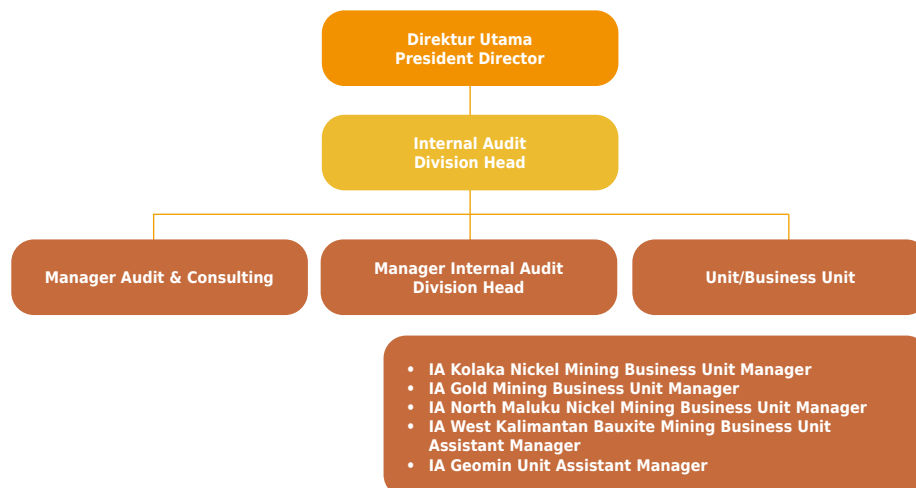 Direktur Utama
President Director
Internal Audit
Division Head
Manager Audit & Consulting
Manager Internal Audit
Division Head
Unit/Business Unit
• IA Kolaka Nickel Mining Business Unit Manager
• IA Gold Mining Business Unit Manager
• IA North Maluku Nickel Mining Business Unit Manager
• IA West Kalimantan Bauxite Mining Business Unit
Assistant Manager
• IA Geomin Unit Assistant Manager